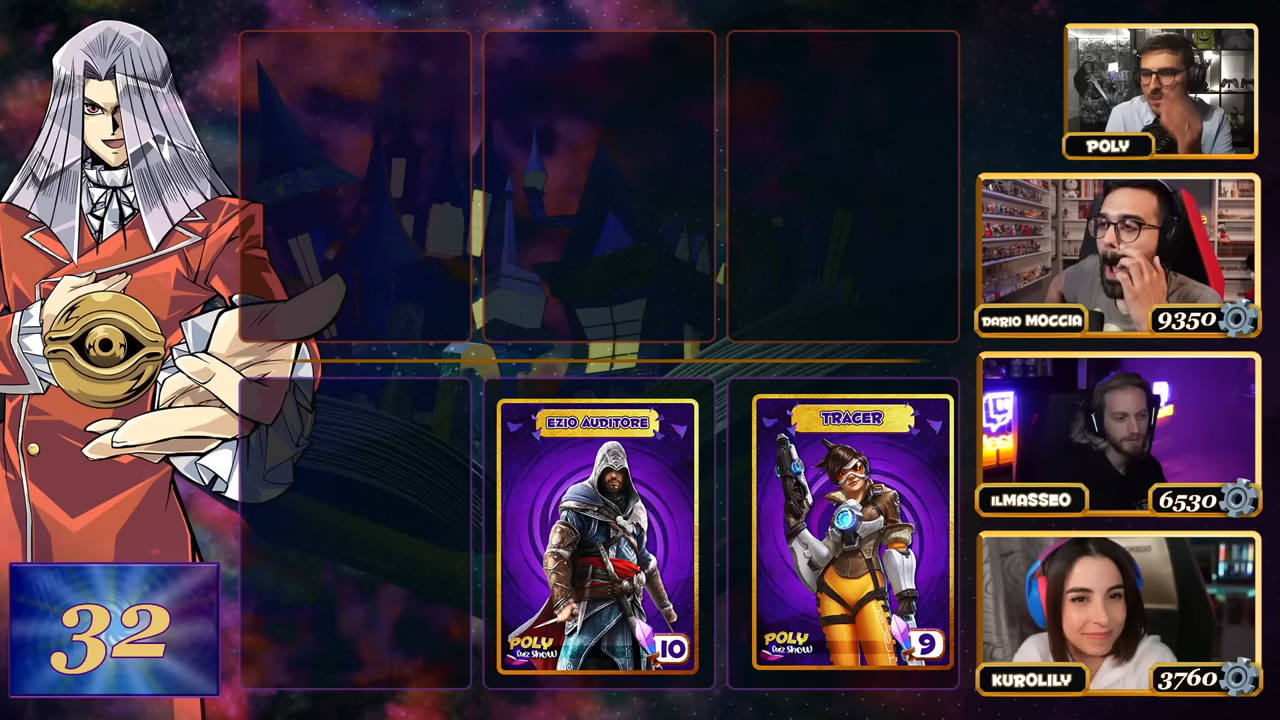 POLY
DARIO MOCCIA
9350
ILMASSEO
6530
KUROLILY
3760
EZIO AUDITORE
POLY
QUIZ SHOW
10
TRACER
POLY
QUIZ SHOW
9
32